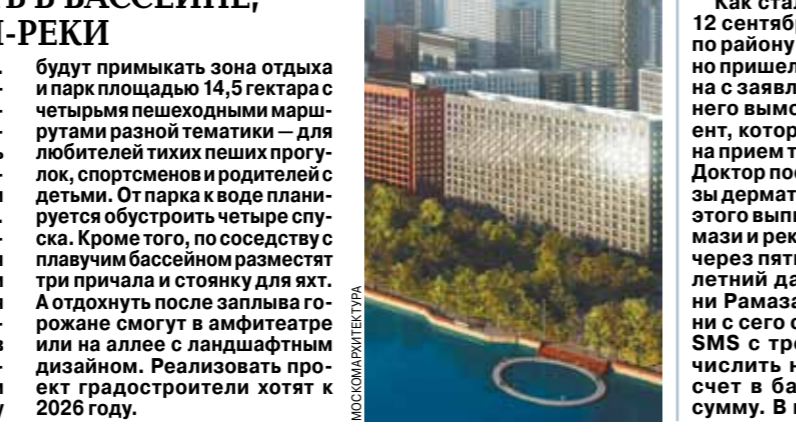 В БАССЕЙНЕ,
-РЕКИ
будут примыкать зона отдыха
и парк площадью 14,5 гектара с
четырьмя пешеходными марш-
рутами разной тематики — для
любителей тихих пеших прогу-
лок, спортсменов и родителей с
детьми. От парка к воде плани-
руется обустроить четыре спу-
ска. Кроме того, по соседству с
плавучим бассейном разместят
три причала и стоянку для яхт.
А отдохнуть после заплыва го-
рожане смогут в амфитеатре
или на аллее с ландшафтным
дизайном. Реализовать про-
ект градостроители хотят к
2026 году.
МОСКОМАРХИТЕКТУРА
Как стал
12 сентяб
по району
но пришел
на с заявл
него вымо
ент, котор
на прием т
Доктор пос
зы дермат
этого выпи
мази и рек
через пят
летний да
ни Рамаза
ни с сего с
SMS с тре
числить н
счет в ба
сумму. В